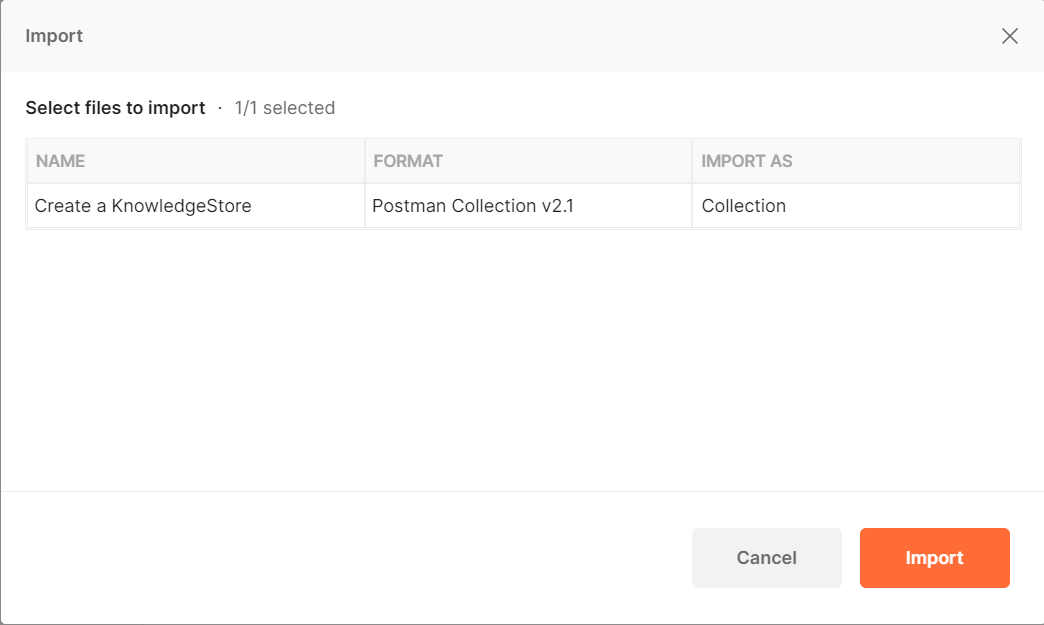 Import
Select files to import · 1/1 selected
NAME FORMAT IMPORT AS
Create a KnowledgeStore Postman Collection v2.1 Collection
Cancel Import